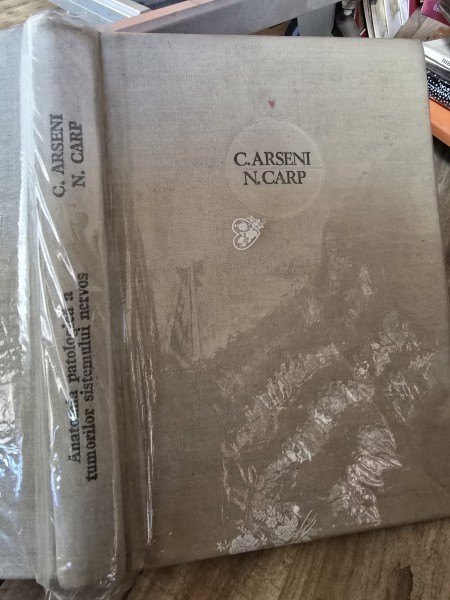 C. ARSENI
N. CARP
Anatomia patologică a
tumorilor sistemului nervos
C.ARSENI
N.CARP